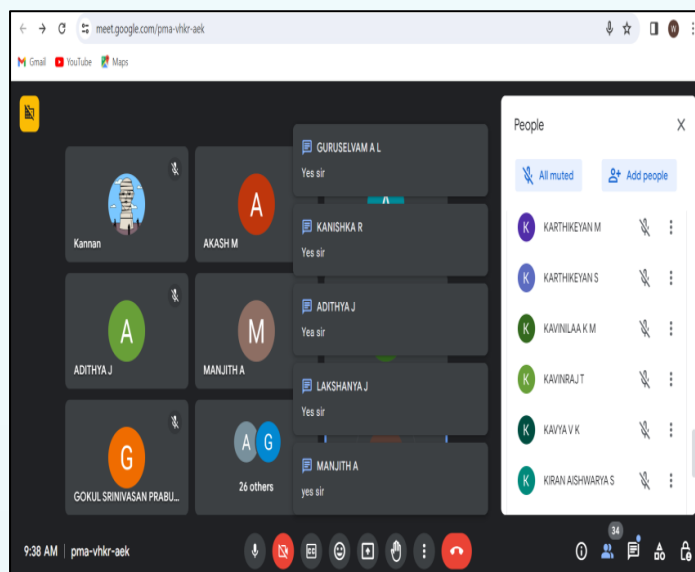 meet.google.com/pma-vhkr-aek
W
Gmail YouTube Maps
Kannan
A
AKASH M
A
A
ADITHYA J
M
MANJITH A
G
GOKUL SRINIVASAN PRABU...
A G
26 others
GURUSELVAM A L
Yes sir
KANISHKA R
Yes sir
ADITHYA J
Yes sir
LAKSHANYA J
Yes sir
MANJITH A
yes sir
People
All muted Add people
K KARTHIKEYAN M
K KARTHIKEYAN S
K KAVINILAA K M
K KAVINRAJ T
K KAVYA V K
K KIRAN AISHWARYA S
34
9:38 AM | pma-vhkr-aek